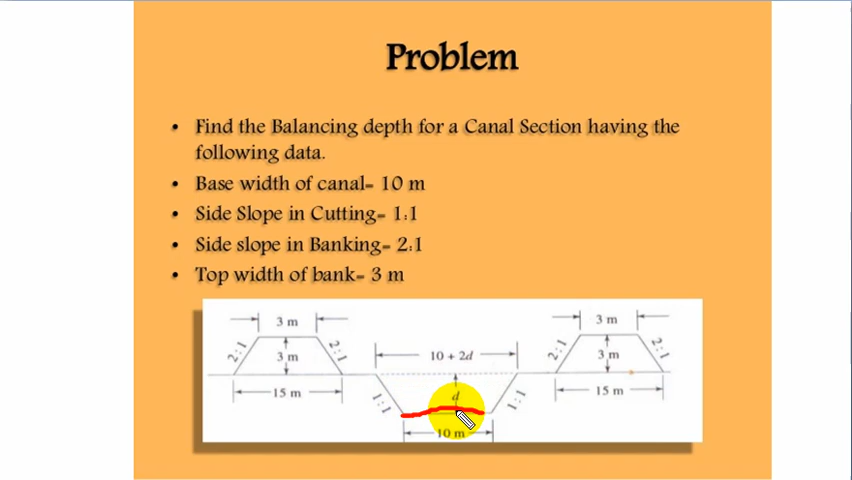 Problem
• Find the Balancing depth for a Canal Section having the
following data.
• Base width of canal= 10 m
• Side Slope in Cutting= 1:1
• Side slope in Banking= 2:1
• Top width of bank= 3 m
3 m
2:1
3 m
2:1
15 m
10 + 2d
1:1
d
1:1
10 m
3 m
2:1
3 m
2:1
15 m